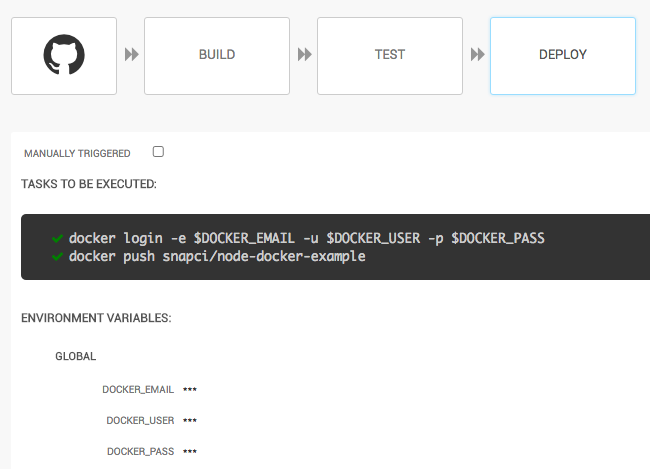 BUILD TEST DEPLOY
MANUALLY TRIGGERED
TASKS TO BE EXECUTED:
docker login -e $DOCKER_EMAIL -u $DOCKER_USER -p $DOCKER_PASS
docker push snapci/node-docker-example
ENVIRONMENT VARIABLES:
GLOBAL
DOCKER_EMAIL ***
DOCKER_USER ***
DOCKER_PASS ***